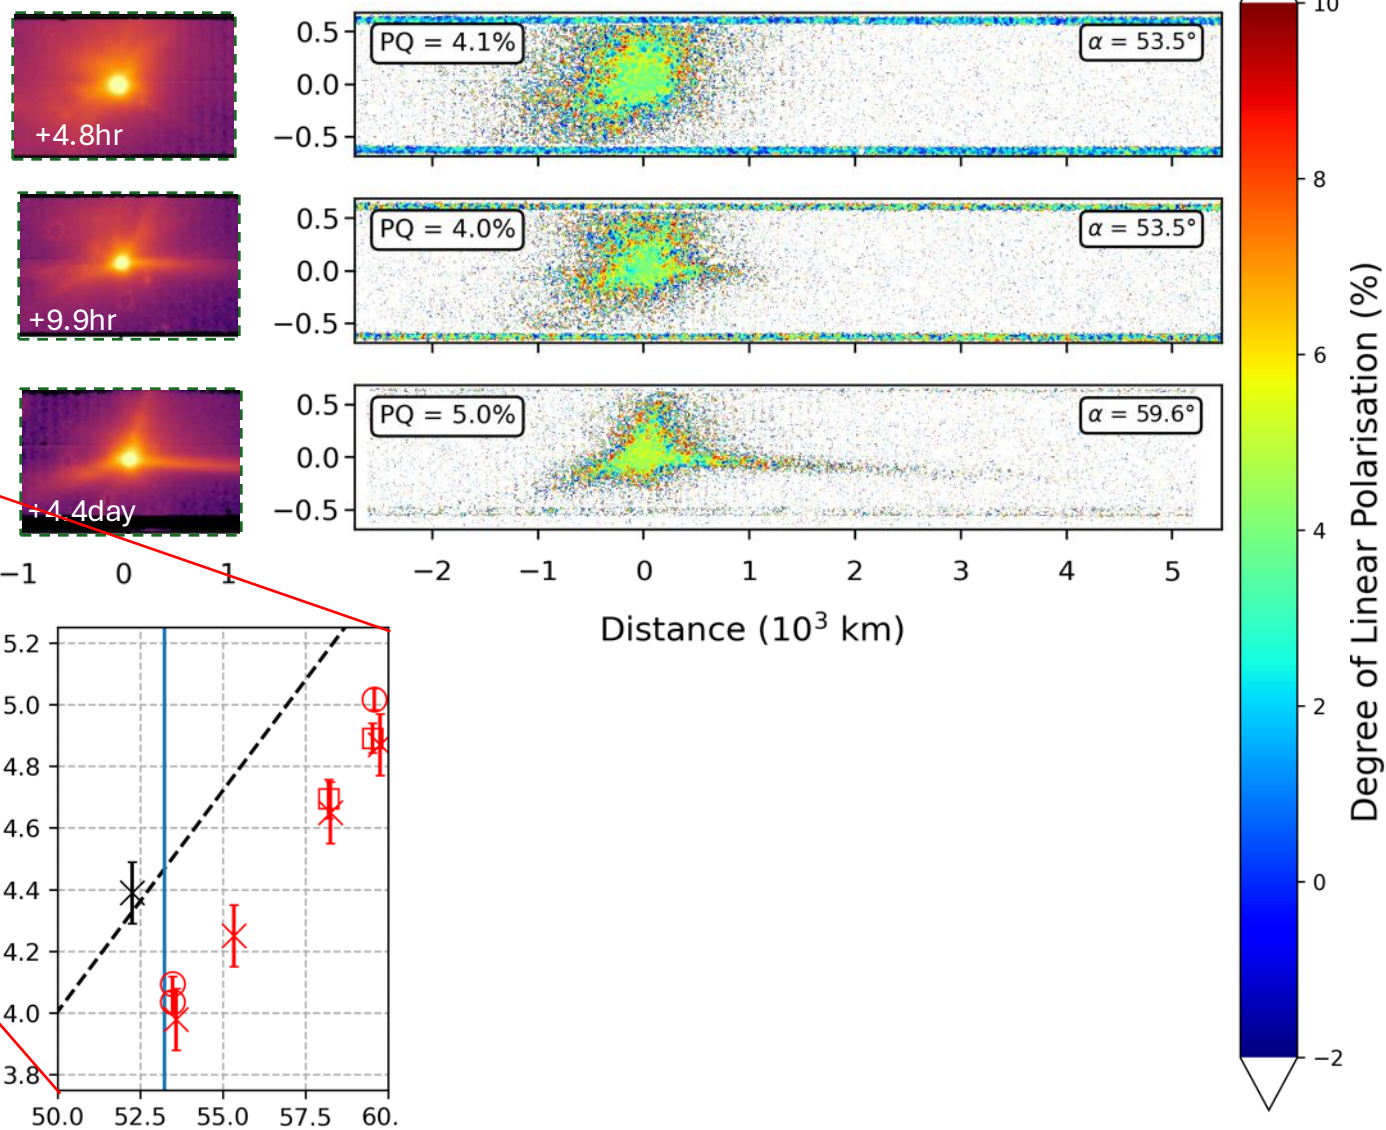 +4.8hr
0.5
0.0
−0.5
PQ = 4.1%
α = 53.5°
+9.9hr
0.5
0.0
−0.5
PQ = 4.0%
α = 53.5°
+4.4day
0.5
0.0
−0.5
PQ = 5.0%
α = 59.6°
−1 0 1
−2 −1 0 1 2 3 4 5
Distance (10³ km)
10
8
6
4
2
0
−2
Degree of Linear Polarisation (%)
5.2
5.0
4.8
4.6
4.4
4.2
4.0
3.8
50.0 52.5 55.0 57.5 60.